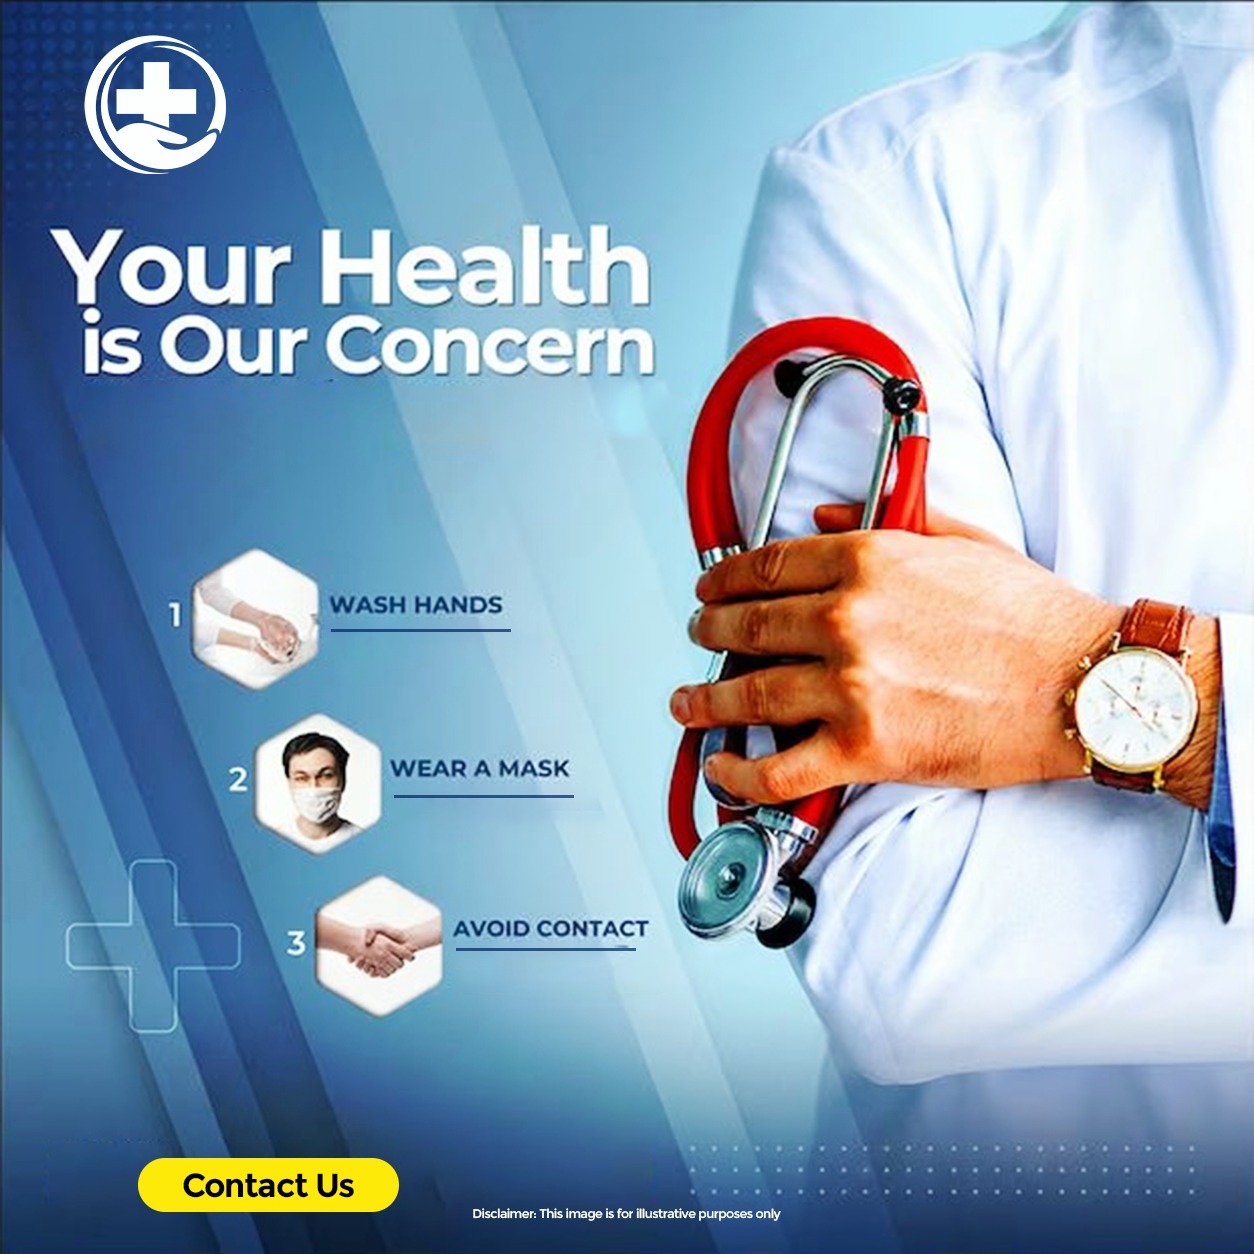 Your Health
is Our Concern
1
WASH HANDS
2
WEAR A MASK
3
AVOID CONTACT
Contact Us
Disclaimer: This image is for illustrative purposes only